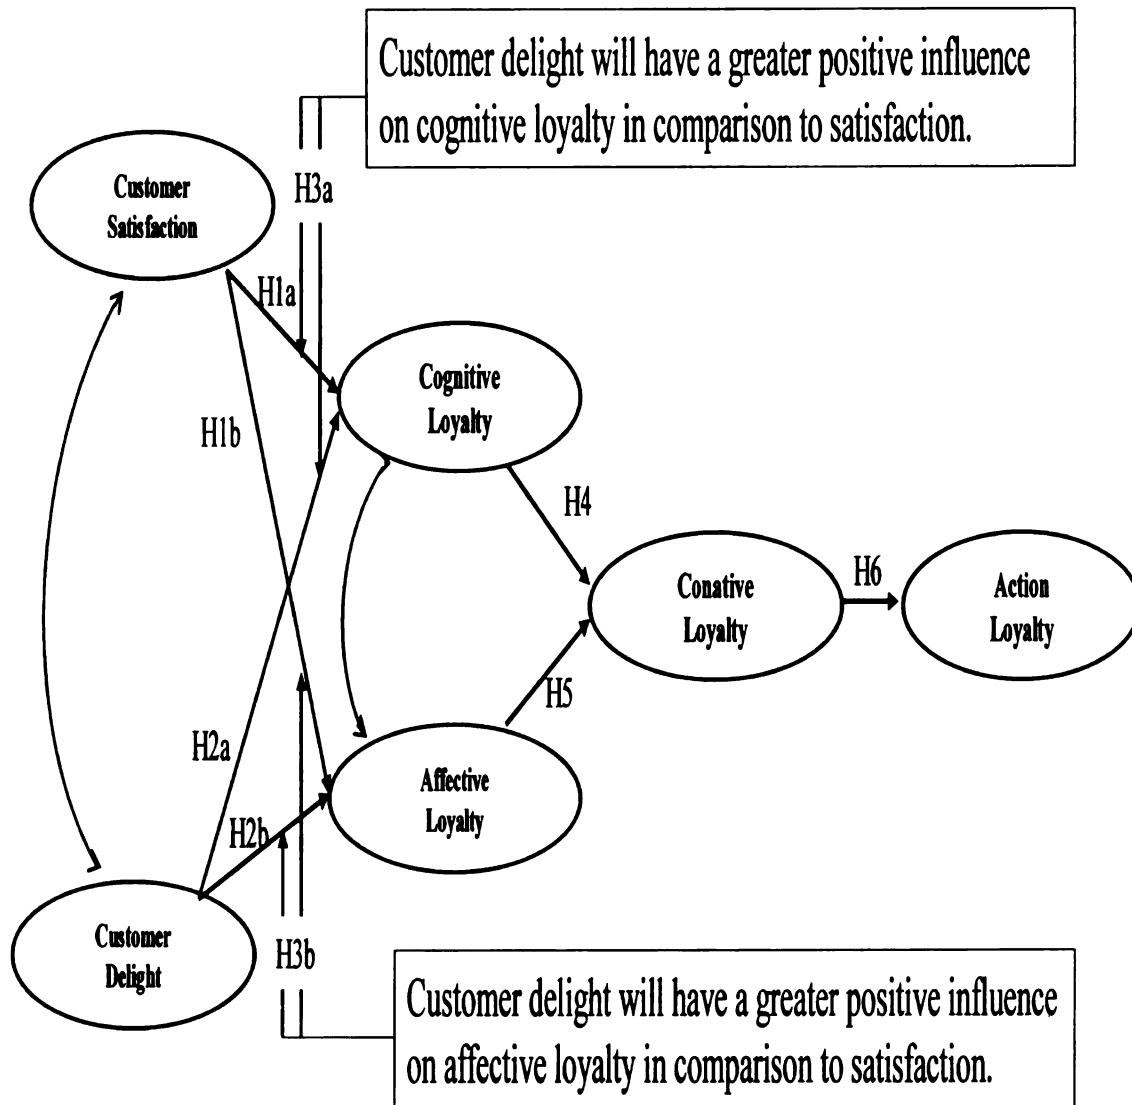 Customer delight will have a greater positive influence
on cognitive loyalty in comparison to satisfaction.
Customer
Satisfaction
H3a
H1a
Cognitive
Loyalty
H1b
H4
Conative
Loyalty
H6
Action
Loyalty
H5
H2a
Affective
Loyalty
H2b
Customer
Delight
H3b
Customer delight will have a greater positive influence
on affective loyalty in comparison to satisfaction.